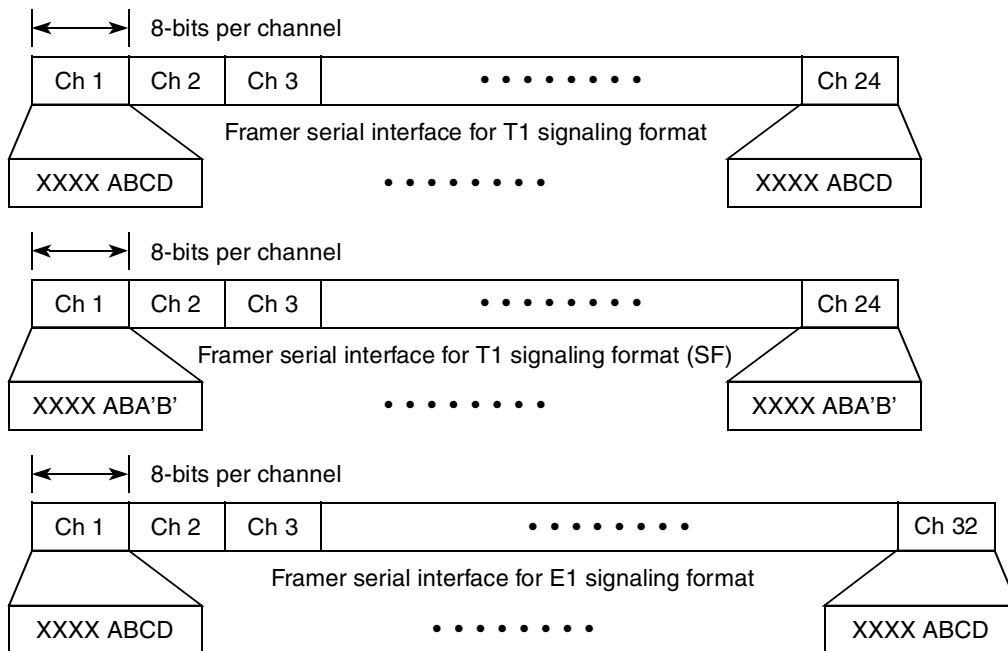 8-bits per channel
Ch 1 Ch 2 Ch 3 • • • • • • • • Ch 24
Framer serial interface for T1 signaling format
XXXX ABCD • • • • • • • • XXXX ABCD
8-bits per channel
Ch 1 Ch 2 Ch 3 • • • • • • • • Ch 24
Framer serial interface for T1 signaling format (SF)
XXXX ABA'B' • • • • • • • • XXXX ABA'B'
8-bits per channel
Ch 1 Ch 2 Ch 3 • • • • • • • • Ch 32
Framer serial interface for E1 signaling format
XXXX ABCD • • • • • • • • XXXX ABCD